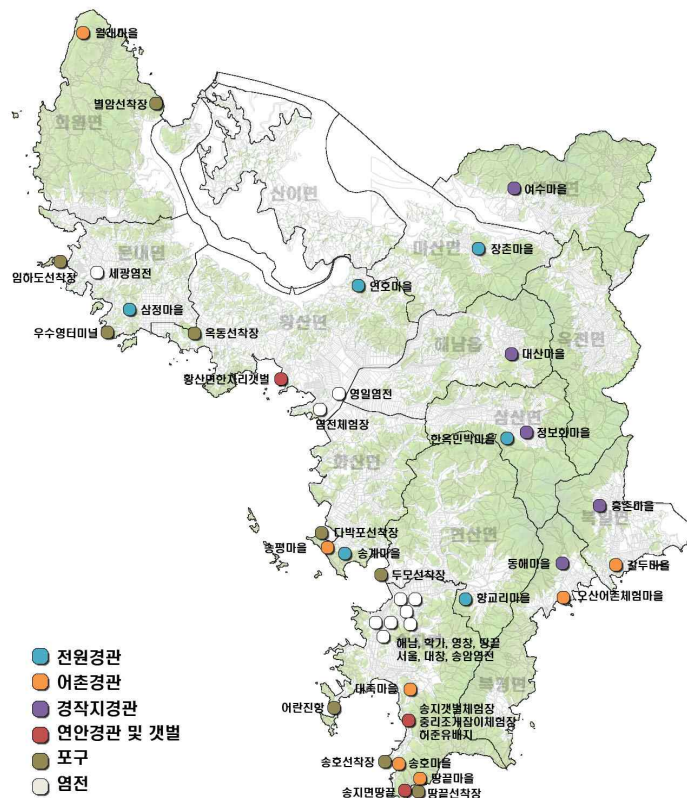 월래마을
별암선착장
화원면
산이면
여수마을
마산면
장촌마을
문내면
임하도선착장
세광염전
연호마을
삼정마을
황산면
우수영터미널
옥동선착장
해남읍
옥천면
대산마을
황산면한자리갯벌
영일염전
염전체험장
삼산면
한옥민박마을
정보화마을
화산면
흥촌마을
북일면
다박포선착장
송평마을
송계마을
현산면
동해마을
갈두마을
두모선착장
향교리마을
오산어촌체험마을
해남, 학가, 영창, 땅끝
서울, 대창, 송암염전
북평면
대죽마을
어란진항
송지갯벌체험장
중리조개잡이체험장
허준유배지
송호선착장
송호마을
땅끝마을
송지면땅끝
땅끝선착장
전원경관
어촌경관
경작지경관
연안경관 및 갯벌
포구
염전